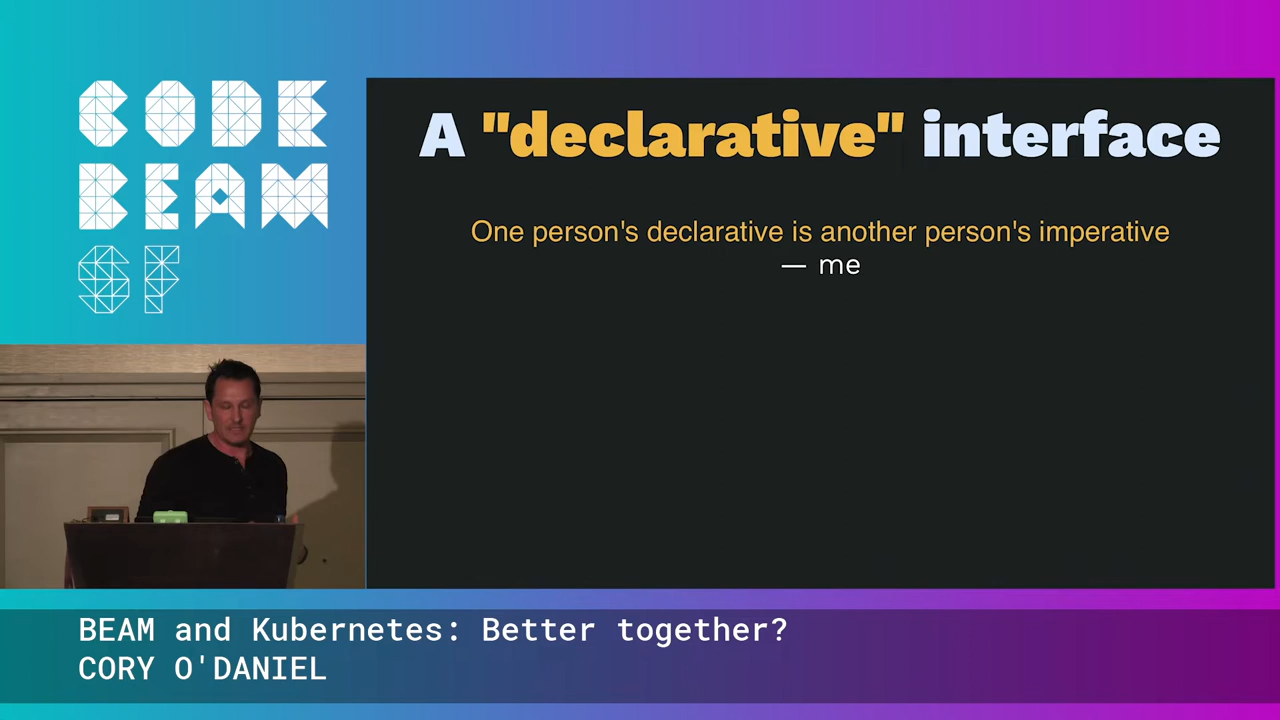 CODE
BEAM
SF
A "declarative" interface
One person's declarative is another person's imperative
— me
BEAM and Kubernetes: Better together?
CORY O'DANIEL